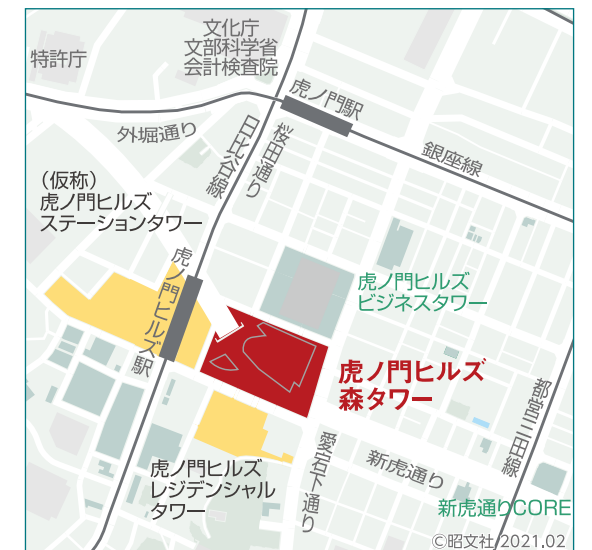 文化庁
文部科学省
会計検査院
特許庁
虎ノ門駅
外堀通り
日比谷線
桜田通り
銀座線
（仮称）
虎ノ門ヒルズ
ステーションタワー
虎ノ門ヒルズ駅
虎ノ門ヒルズ
ビジネスタワー
虎ノ門ヒルズ
森タワー
都営三田線
愛宕下通り
新虎通り
虎ノ門ヒルズ
レジデンシャル
タワー
新虎通りCORE
©昭文社 2021.02